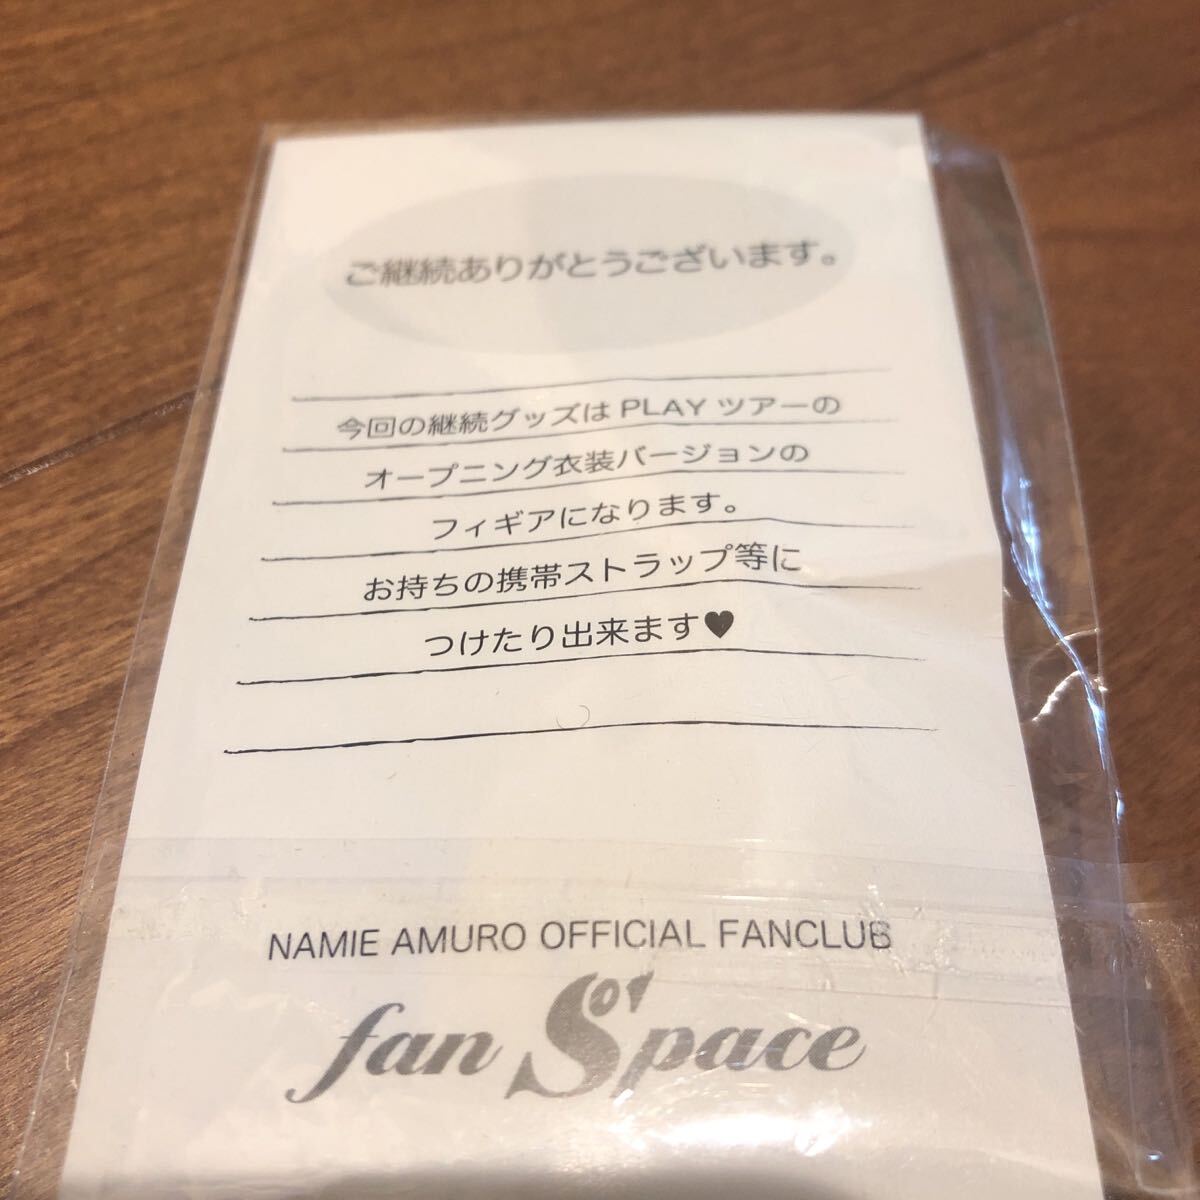 ご継続ありがとうございます。
今回の継続グッズは PLAY ツアーの
オープニング衣装バージョンの
フィギアになります。
お持ちの携帯ストラップ等に
つけたり出来ます♥
NAMIE AMURO OFFICIAL FANCLUB
fan Space